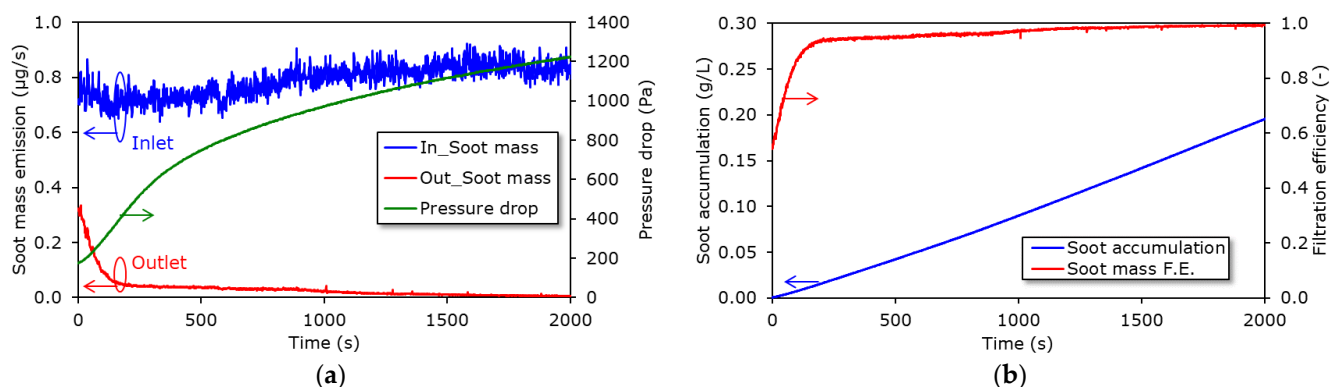 1.0
0.8
0.6
0.4
0.2
0.0
Soot mass emission (µg/s)
Inlet
Outlet
In_Soot mass
Out_Soot mass
Pressure drop
1400
1200
1000
800
600
400
200
0
Pressure drop (Pa)
0 500 1000 1500 2000
Time (s)
(a)
0.30
0.25
0.20
0.15
0.10
0.05
0.00
Soot accumulation (g/L)
Soot accumulation
Soot mass F.E.
1.0
0.8
0.6
0.4
0.2
0.0
Filtration efficiency (-)
0 500 1000 1500 2000
Time (s)
(b)